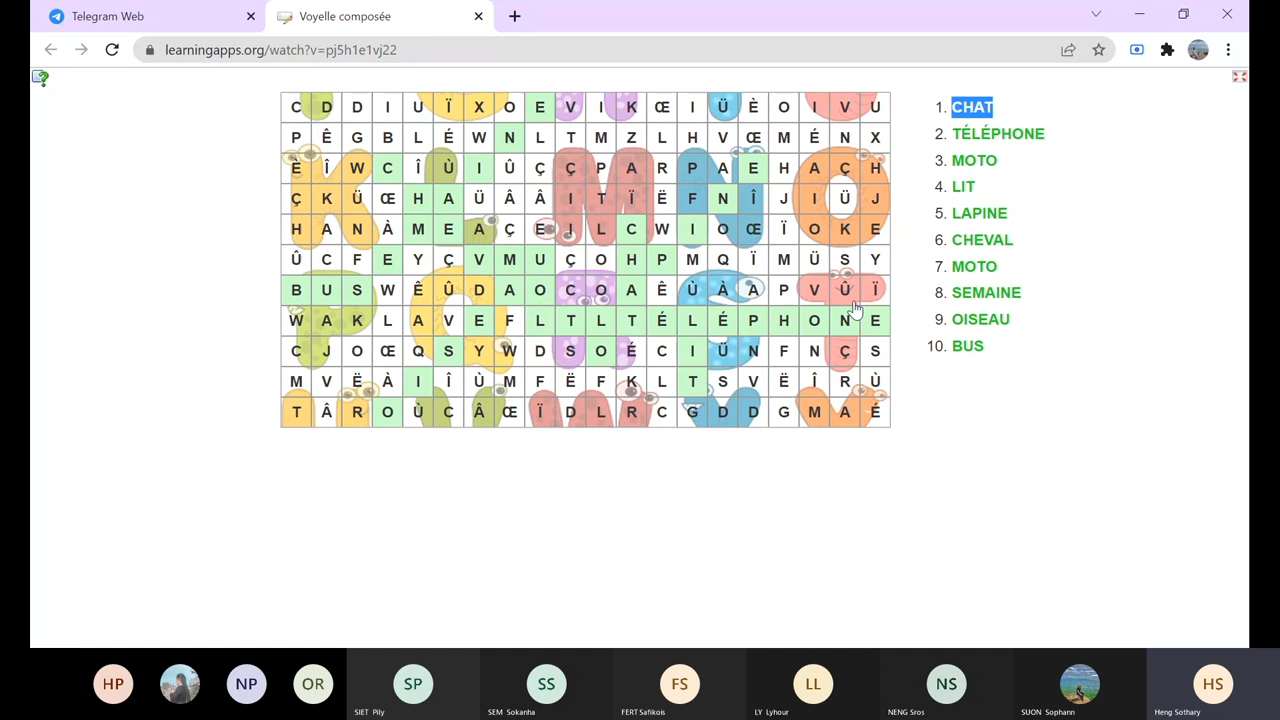 Telegram Web
Voyelle composée
learningapps.org/watch?v=pj5h1e1vj22
C D D I U Ï X O E V I K Œ I Ü È O I V U
P Ê G B L É W N L T M Z L H V Œ M É N X
È Î W C Î Ù I Û Ç Ç P A R P A E H A Ç H
Ç K Ü Œ H A Ü Â Â I T Ï Ë F N Î J I Ü J
H A N À M E A Ç E I L C W I O Œ Ï O K E
Û C F E Y Ç V M U Ç O H P M Q Ï M Ü S Y
B U S W Ê Û D A O C O A Ê Ù À A P V Û Ï
W A K L A V E F L T L T É L É P H O N E
C J O Œ Q S Y W D S O É C I Ü N F N Ç S
M V Ë À I Î Ù M F Ë F K L T S V Ë Î R Ù
T Â R O Ù C Â Œ Ï D L R C G D D G M A É
1. CHAT
2. TÉLÉPHONE
3. MOTO
4. LIT
5. LAPINE
6. CHEVAL
7. MOTO
8. SEMAINE
9. OISEAU
10. BUS
HP NP OR SP SS FS LL NS HS
SIET Pily SEM Sokanha FERT Safikois LY Lyhour NENG Sros SUON Sophann Heng Sothary